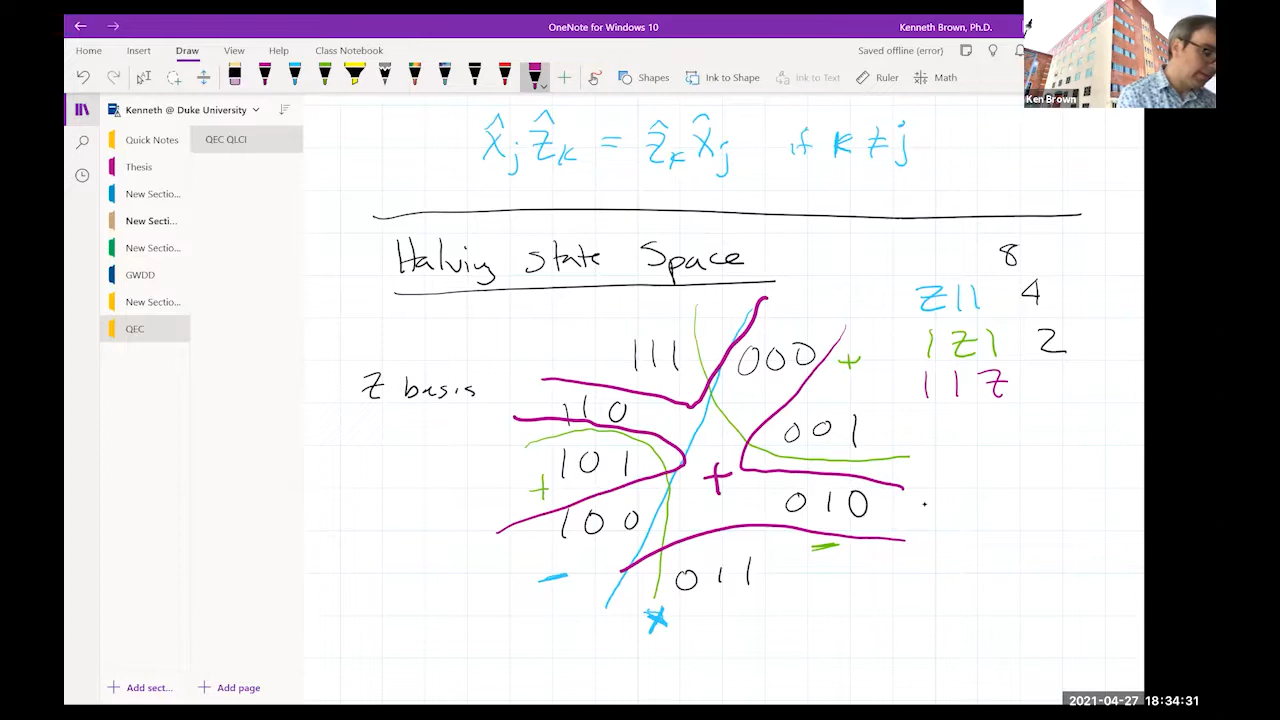 OneNote for Windows 10
Kenneth Brown, Ph.D.
Home Insert Draw View Help Class Notebook
Saved offline (error)
Shapes Ink to Shape Ink to Text Ruler Math
Ken Brown
Kenneth @ Duke University
Quick Notes
Thesis
New Sectio...
New Secti...
New Sectio...
GWDD
New Sectio...
QEC
QEC QLCI
X̂j Ẑk = Ẑk X̂j if k ≠ j
Halving State Space
8
Z11 4
1Z1 2
11Z
Z basis
111 000 +
110 001
101
+ + 010
100 −
− 011
Add sect... Add page
2021-04-27 18:34:31